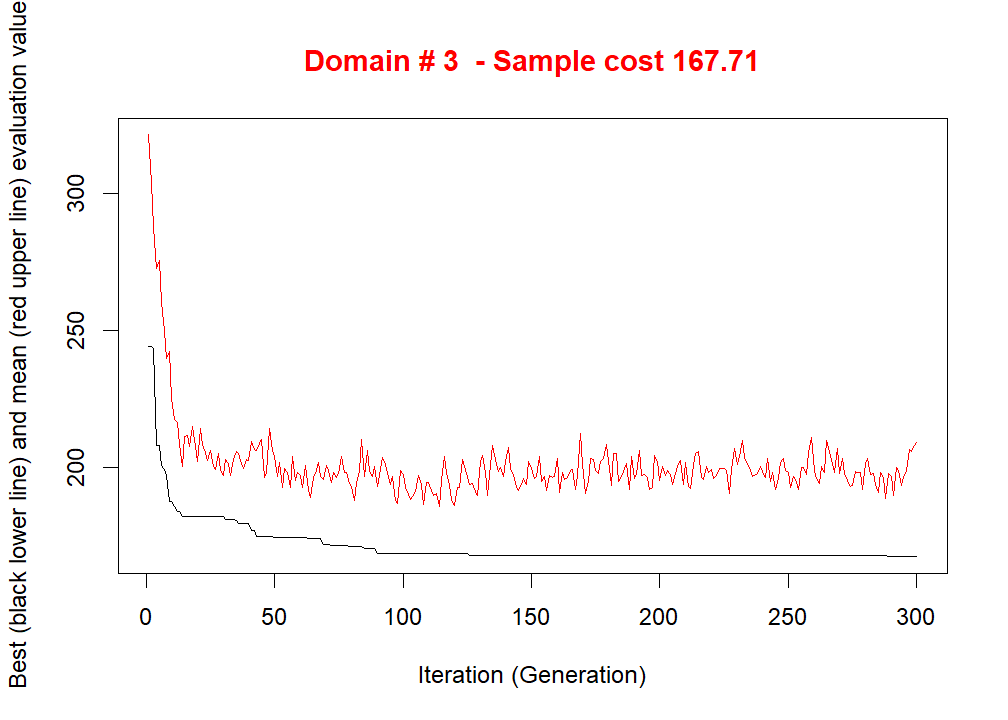 Domain # 3  - Sample cost 167.71
Best (black lower line) and mean (red upper line) evaluation value
300
250
200
0 50 100 150 200 250 300
Iteration (Generation)